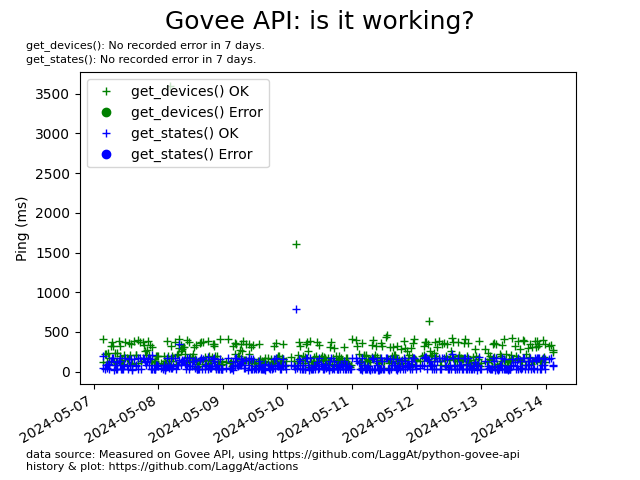 Govee API: is it working?
get_devices(): No recorded error in 7 days.
get_states(): No recorded error in 7 days.
get_devices() OK
get_devices() Error
get_states() OK
get_states() Error
Ping (ms)
3500
3000
2500
2000
1500
1000
500
0
2024-05-07
2024-05-08
2024-05-09
2024-05-10
2024-05-11
2024-05-12
2024-05-13
2024-05-14
data source: Measured on Govee API, using https://github.com/LaggAt/python-govee-api
history & plot: https://github.com/LaggAt/actions